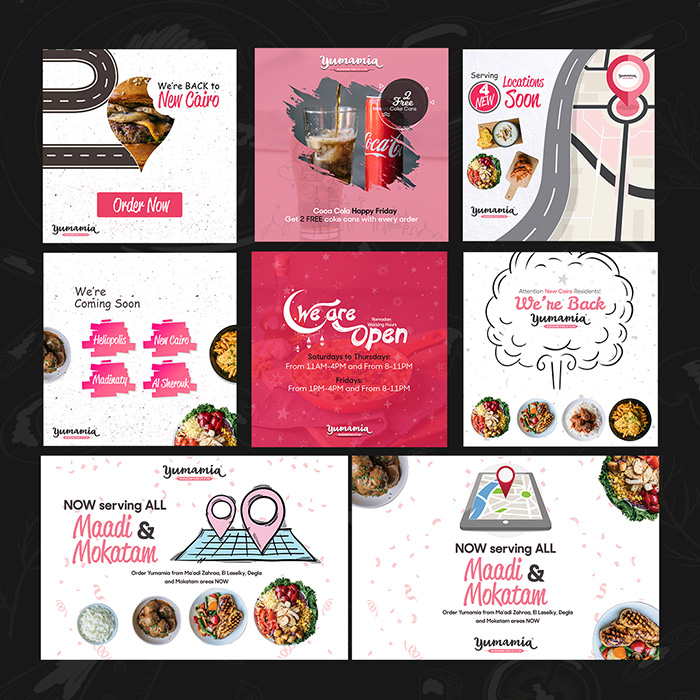 We're BACK to
New Cairo
Order Now
Yumamia
Yumamia
2
Free
Coke Cans
Coca-Co
Coca Cola Happy Friday
Get 2 FREE coke cans with every order
Serving
4
NEW
Locations
Soon
Yumamia
Yumamia
We're
Coming Soon
Heliopolis
New Cairo
Madinaty
Al Sherouk
Yumamia
We are
Open
Ramadan
Working Hours
Saturdays to Thursdays:
From 11AM-4PM and From 8-11PM
Fridays:
From 1PM-4PM and From 8-11PM
Yumamia
Attention New Cairo Residents!
We're Back
Yumamia
Yumamia
NOW serving ALL
Maadi &
Mokatam
Order Yumamia from Ma'adi Zahraa, El Laselky, Degla
and Mokatam areas NOW
NOW serving ALL
Maadi &
Mokatam
Order Yumamia from Ma'adi Zahraa, El Laselky, Degla
and Mokatam areas NOW
Yumamia